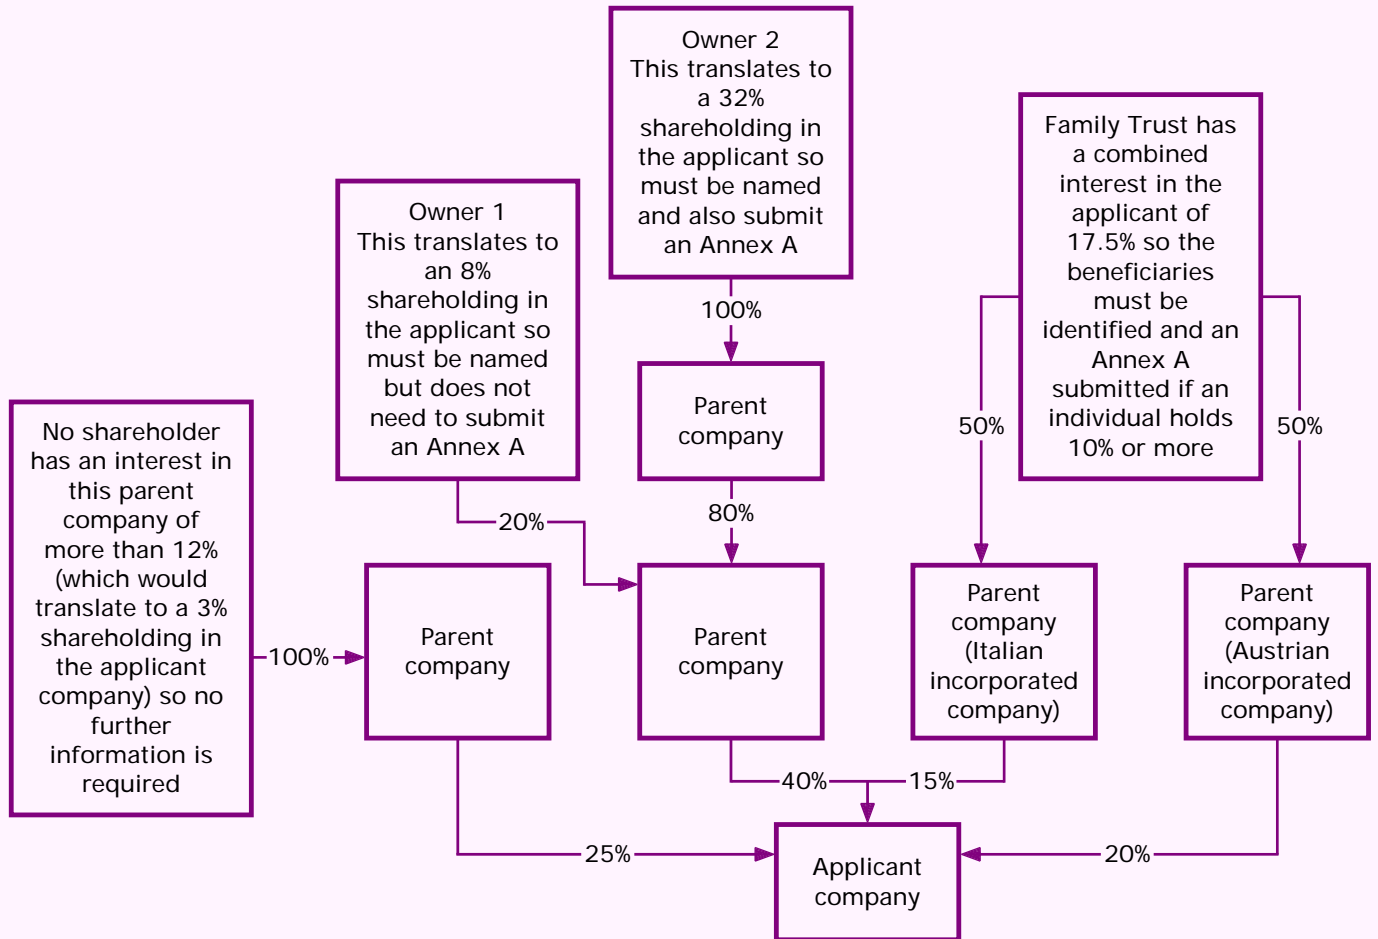 Owner 2
This translates to
a 32%
shareholding in
the applicant so
must be named
and also submit
an Annex A
Family Trust has
a combined
interest in the
applicant of
17.5% so the
beneficiaries
must be
identified and an
Annex A
submitted if an
individual holds
10% or more
Owner 1
This translates to
an 8%
shareholding in
the applicant so
must be named
but does not
need to submit
an Annex A
100%
Parent
company
50%
50%
No shareholder
has an interest in
this parent
company of
more than 12%
(which would
translate to a 3%
shareholding in
the applicant
company) so no
further
information is
required
20%
80%
100%
Parent
company
Parent
company
Parent
company
(Italian
incorporated
company)
Parent
company
(Austrian
incorporated
company)
40%
15%
25%
20%
Applicant
company